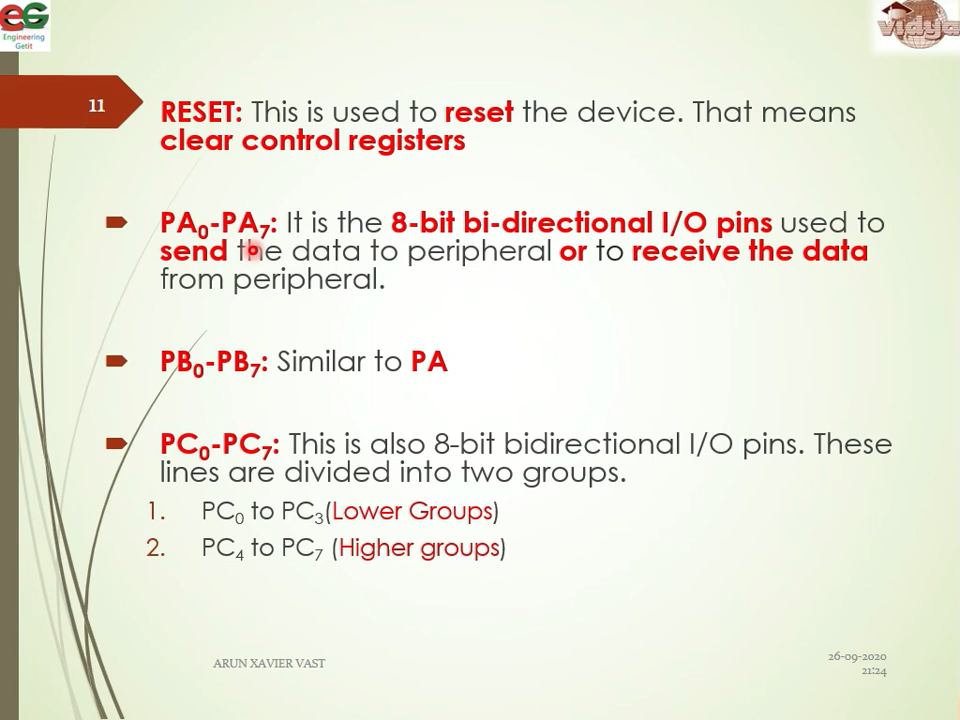 Engineering
Getit
Vidya
11
RESET: This is used to reset the device. That means
clear control registers
PA0-PA7: It is the 8-bit bi-directional I/O pins used to
send the data to peripheral or to receive the data
from peripheral.
PB0-PB7: Similar to PA
PC0-PC7: This is also 8-bit bidirectional I/O pins. These
lines are divided into two groups.
1. PC0 to PC3(Lower Groups)
2. PC4 to PC7 (Higher groups)
ARUN XAVIER VAST
26-09-2020
21:24